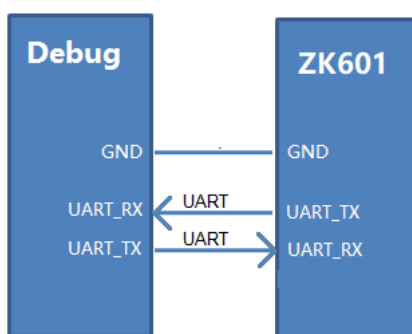 Debug
ZK601
GND
GND
UART_RX
UART
UART_TX
UART_TX
UART
UART_RX